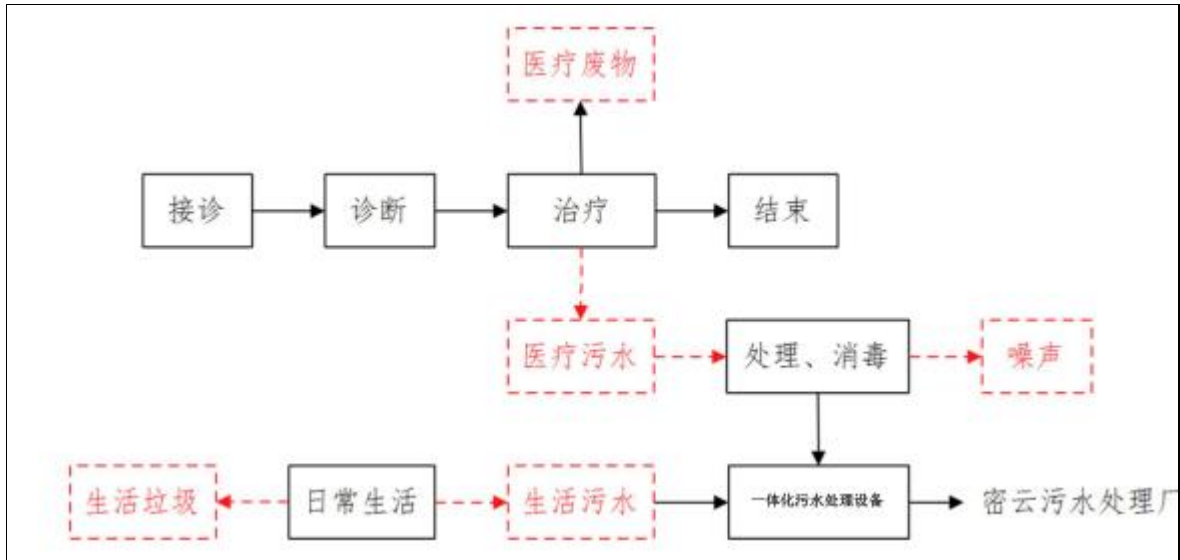 医疗废物
接诊
诊断
治疗
结束
医疗污水
处理、消毒
噪声
生活垃圾
日常生活
生活污水
一体化污水处理设备
密云污水处理厂